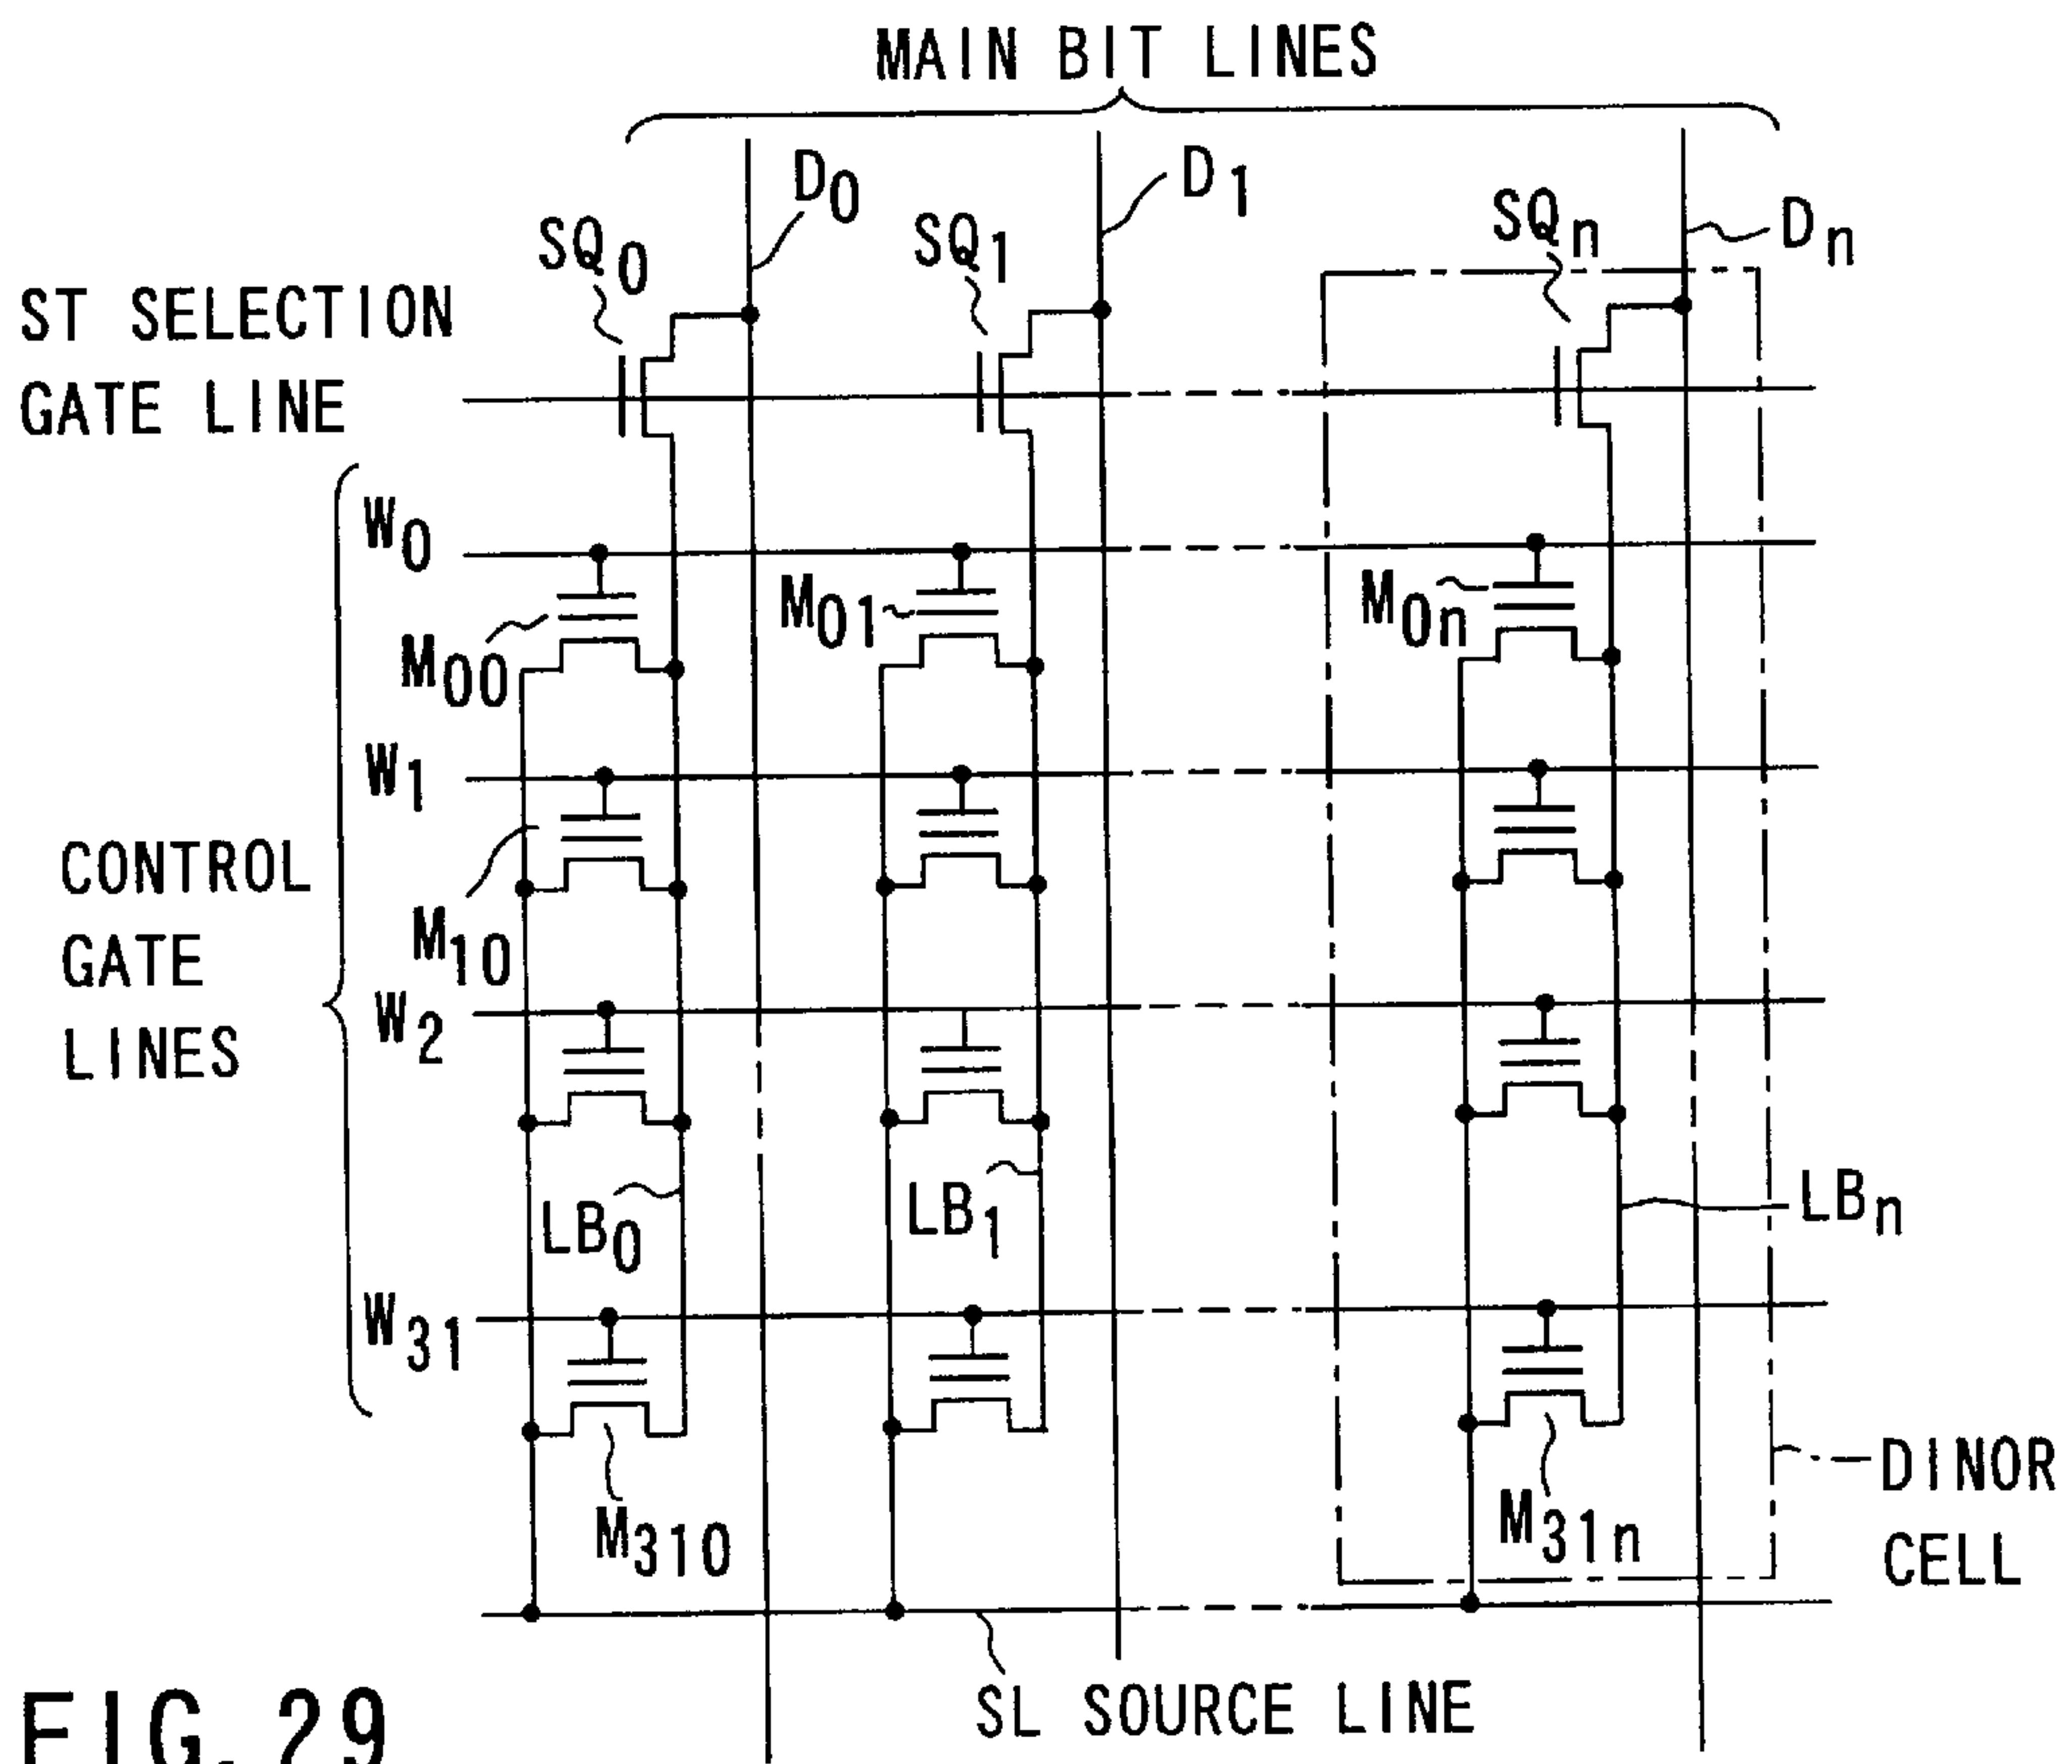 MAIN BIT LINES
D0
D1
SQ0
SQ1
SQn
Dn
ST SELECTION
GATE LINE
W0
M00
M01
M0n
W1
M10
CONTROL
GATE
LINES
W2
LB0
LB1
LBn
W31
M310
M31n
DINOR
CELL
SL SOURCE LINE
FIG. 29